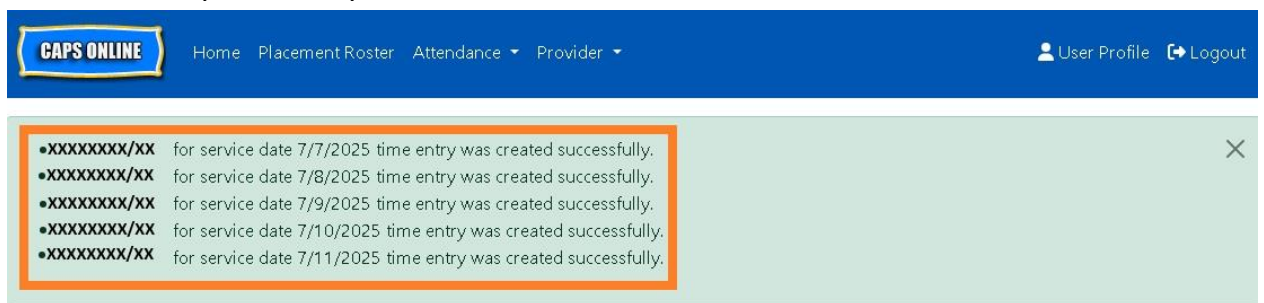 CAPS ONLINE Home Placement Roster Attendance Provider User Profile Logout
•XXXXXXXX/XX for service date 7/7/2025 time entry was created successfully.
•XXXXXXXX/XX for service date 7/8/2025 time entry was created successfully.
•XXXXXXXX/XX for service date 7/9/2025 time entry was created successfully.
•XXXXXXXX/XX for service date 7/10/2025 time entry was created successfully.
•XXXXXXXX/XX for service date 7/11/2025 time entry was created successfully.